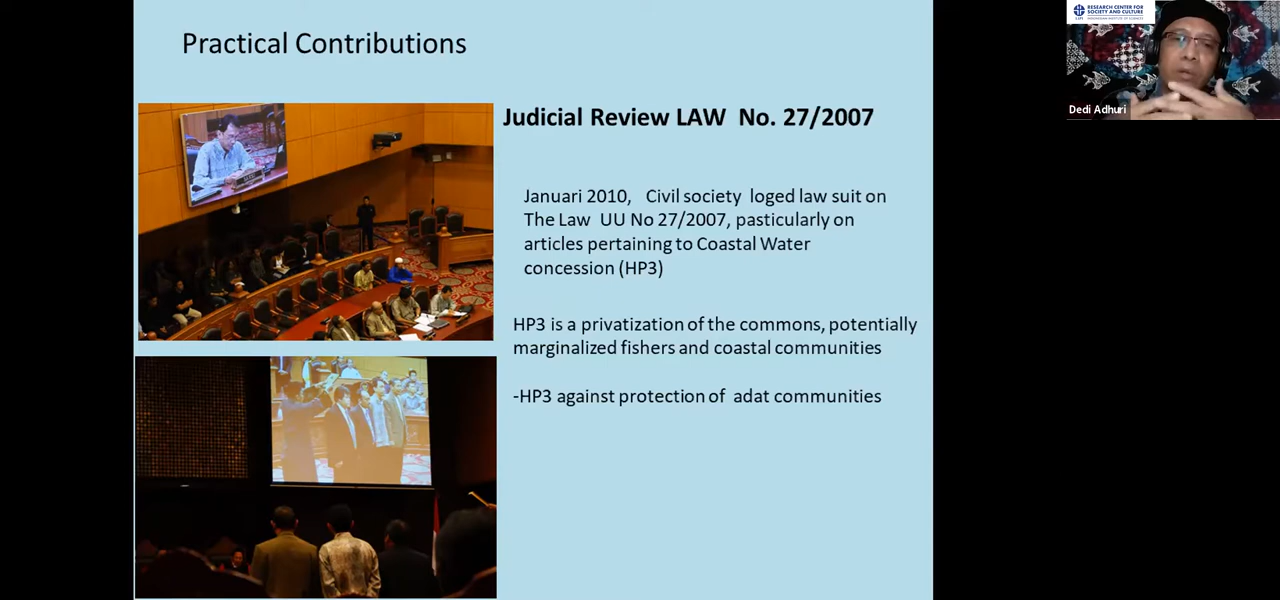 Practical Contributions
Judicial Review LAW No. 27/2007
Januari 2010, Civil society loged law suit on
The Law UU No 27/2007, pasticularly on
articles pertaining to Coastal Water
concession (HP3)
HP3 is a privatization of the commons, potentially
marginalized fishers and coastal communities
-HP3 against protection of adat communities
RESEARCH CENTER FOR
SOCIETY AND CULTURE
Dedi Adhuri